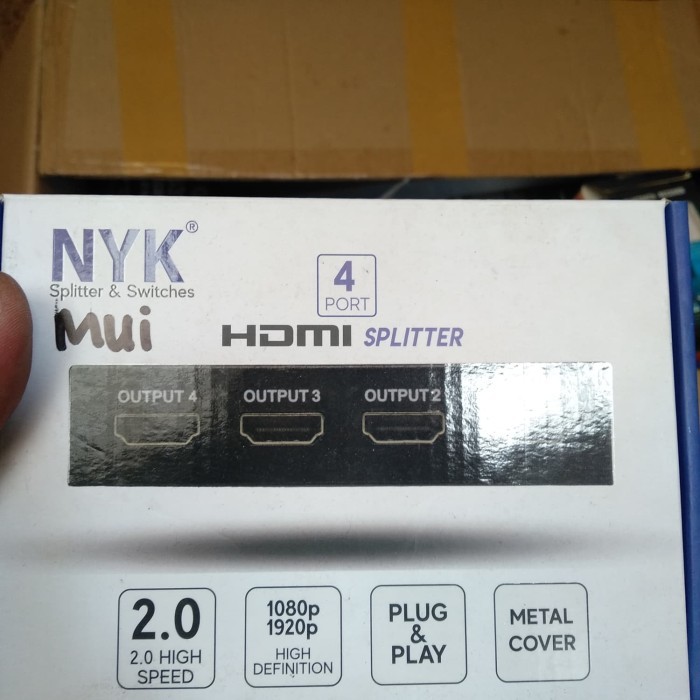 NYK®
Splitter & Switches
Mui
4
PORT
HDMI SPLITTER
OUTPUT 4
OUTPUT 3
OUTPUT 2
2.0
2.0 HIGH
SPEED
1080p
1920p
HIGH
DEFINITION
PLUG
&
PLAY
METAL
COVER